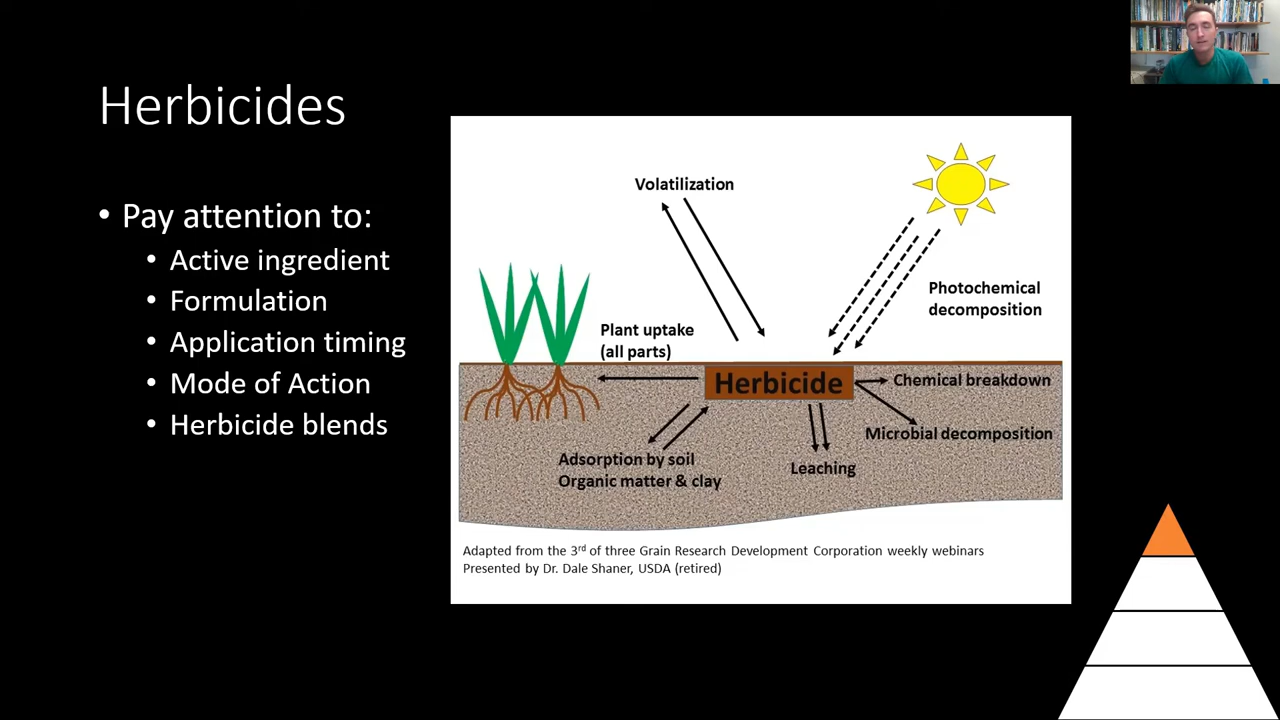 Herbicides
• Pay attention to:
• Active ingredient
• Formulation
• Application timing
• Mode of Action
• Herbicide blends
Volatilization
Photochemical
decomposition
Plant uptake
(all parts)
Herbicide
Chemical breakdown
Microbial decomposition
Adsorption by soil
Organic matter & clay
Leaching
Adapted from the 3rd of three Grain Research Development Corporation weekly webinars
Presented by Dr. Dale Shaner, USDA (retired)